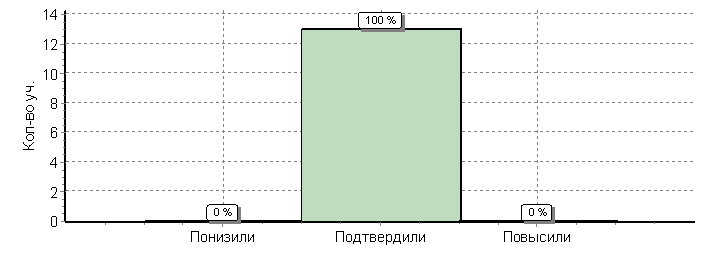 Кол-во уч.
14
12
10
8
6
4
2
0
0 %
100 %
0 %
Понизили
Подтвердили
Повысили